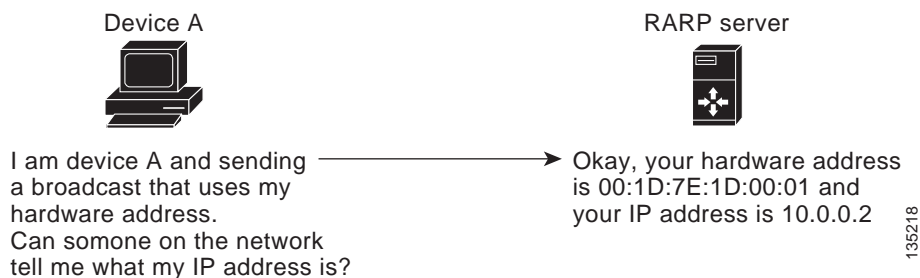 Device A
RARP server
I am device A and sending
a broadcast that uses my
hardware address.
Can somone on the network
tell me what my IP address is?
Okay, your hardware address
is 00:1D:7E:1D:00:01 and
your IP address is 10.0.0.2
135218